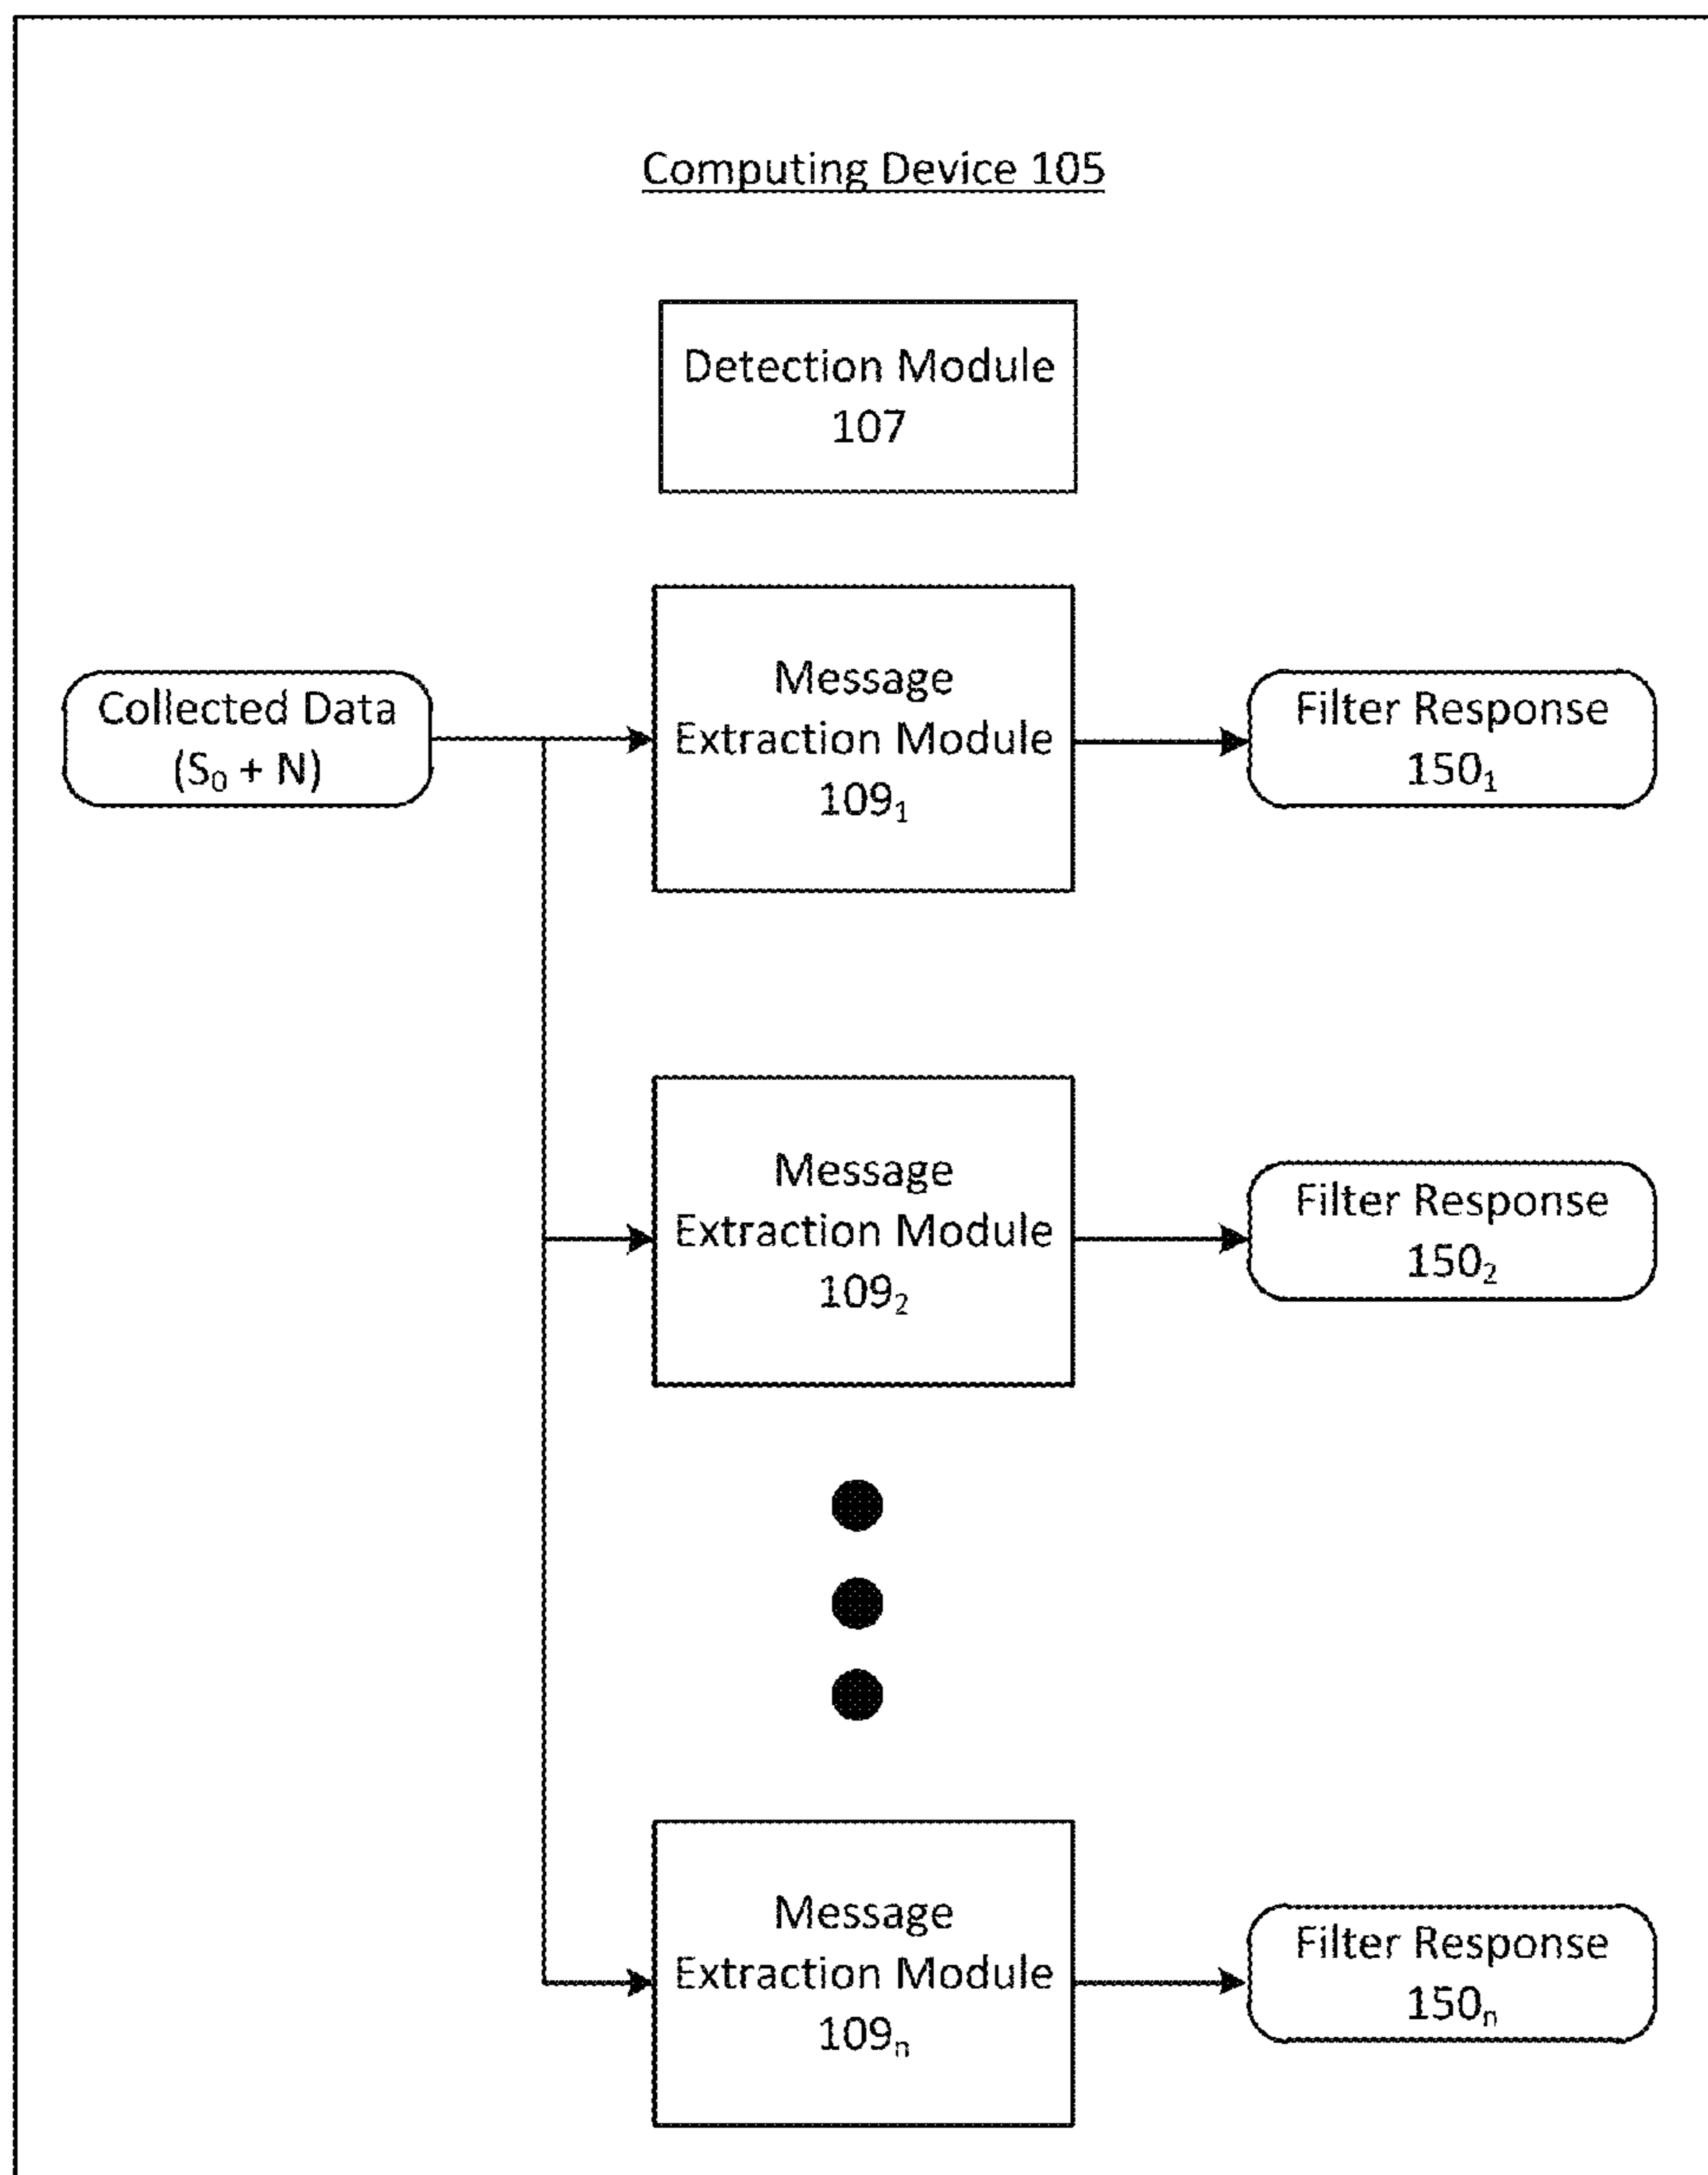 Computing Device 105
Detection Module
107
Collected Data
(S₀ + N)
Message
Extraction Module
109₁
Filter Response
150₁
Message
Extraction Module
109₂
Filter Response
150₂
Message
Extraction Module
109ₙ
Filter Response
150ₙ